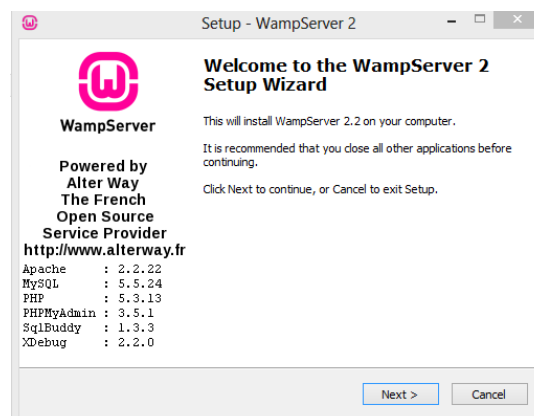 Setup - WampServer 2
WampServer
Powered by
Alter Way
The French
Open Source
Service Provider
http://www.alterway.fr
Apache : 2.2.22
MySQL : 5.5.24
PHP : 5.3.13
PHPMyAdmin : 3.5.1
SqlBuddy : 1.3.3
XDebug : 2.2.0
Welcome to the WampServer 2
Setup Wizard
This will install WampServer 2.2 on your computer.
It is recommended that you close all other applications before
continuing.
Click Next to continue, or Cancel to exit Setup.
Next >
Cancel